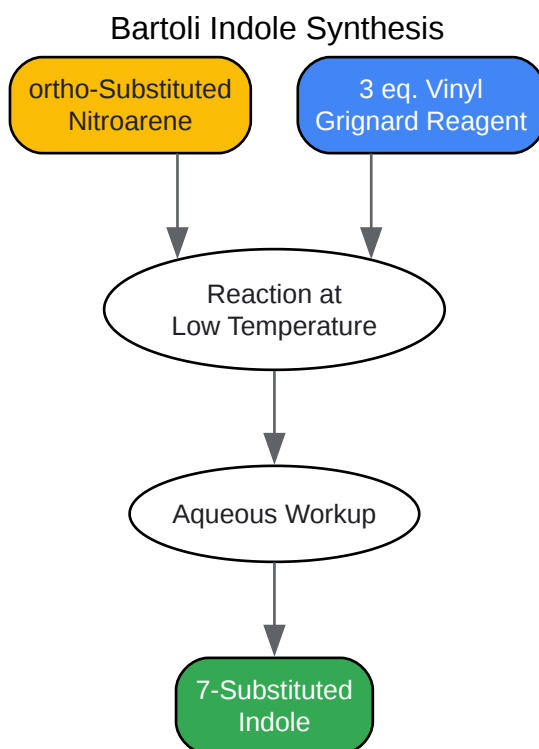 Bartoli Indole Synthesis
ortho-Substituted
Nitroarene
3 eq. Vinyl
Grignard Reagent
Reaction at
Low Temperature
Aqueous Workup
7-Substituted
Indole